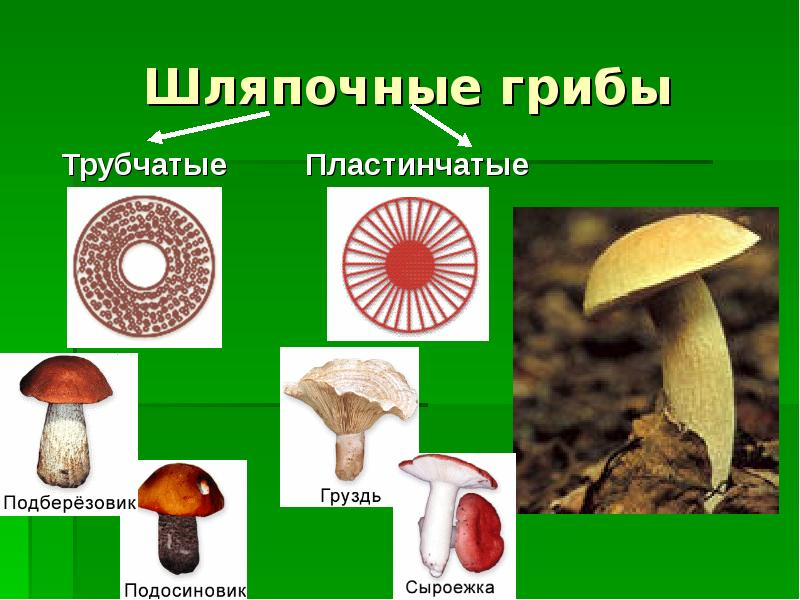 Шляпочные грибы
Трубчатые
Пластинчатые
Подберёзовик
Груздь
Подосиновик
Сыроежка